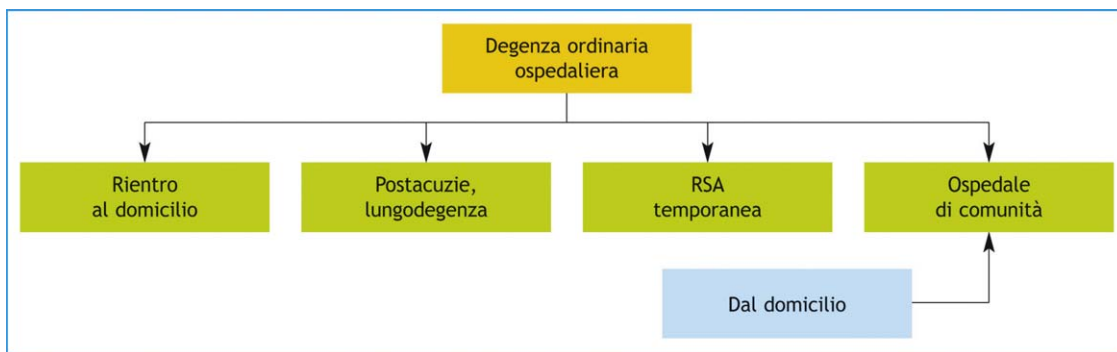 Degenza ordinaria
ospedaliera
Rientro
al domicilio
Postacuzie,
lungodegenza
RSA
temporanea
Ospedale
di comunità
Dal domicilio